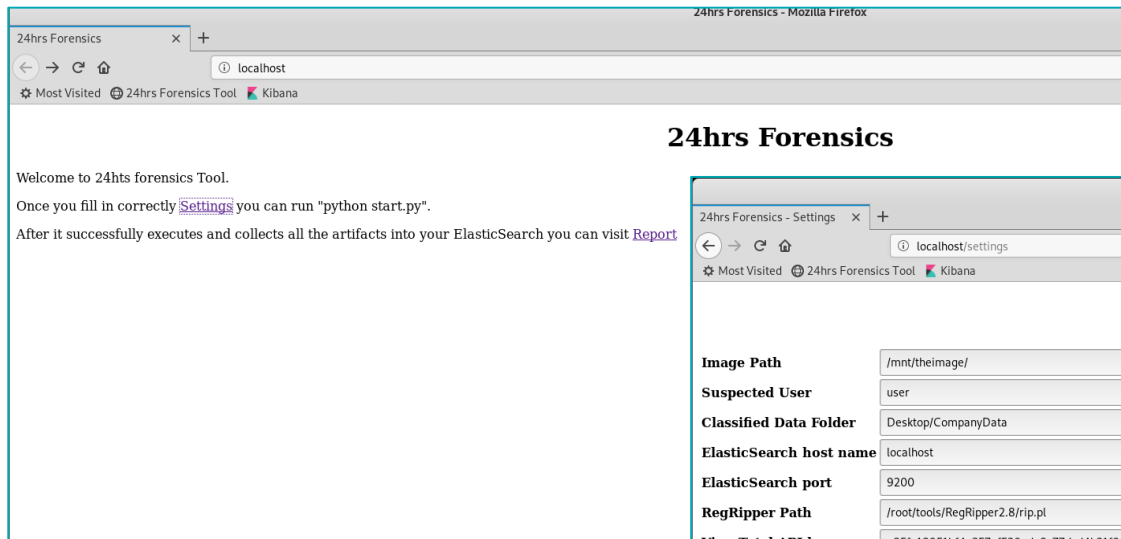 24hrs Forensics - Mozilla Firefox
24hrs Forensics
localhost
Most Visited 24hrs Forensics Tool Kibana
24hrs Forensics
Welcome to 24hts forensics Tool.
Once you fill in correctly Settings you can run "python start.py".
After it successfully executes and collects all the artifacts into your ElasticSearch you can visit Report
24hrs Forensics - Settings
localhost/settings
Most Visited 24hrs Forensics Tool Kibana
Image Path /mnt/theimage/
Suspected User user
Classified Data Folder Desktop/CompanyData
ElasticSearch host name localhost
ElasticSearch port 9200
RegRipper Path /root/tools/RegRipper2.8/rip.pl